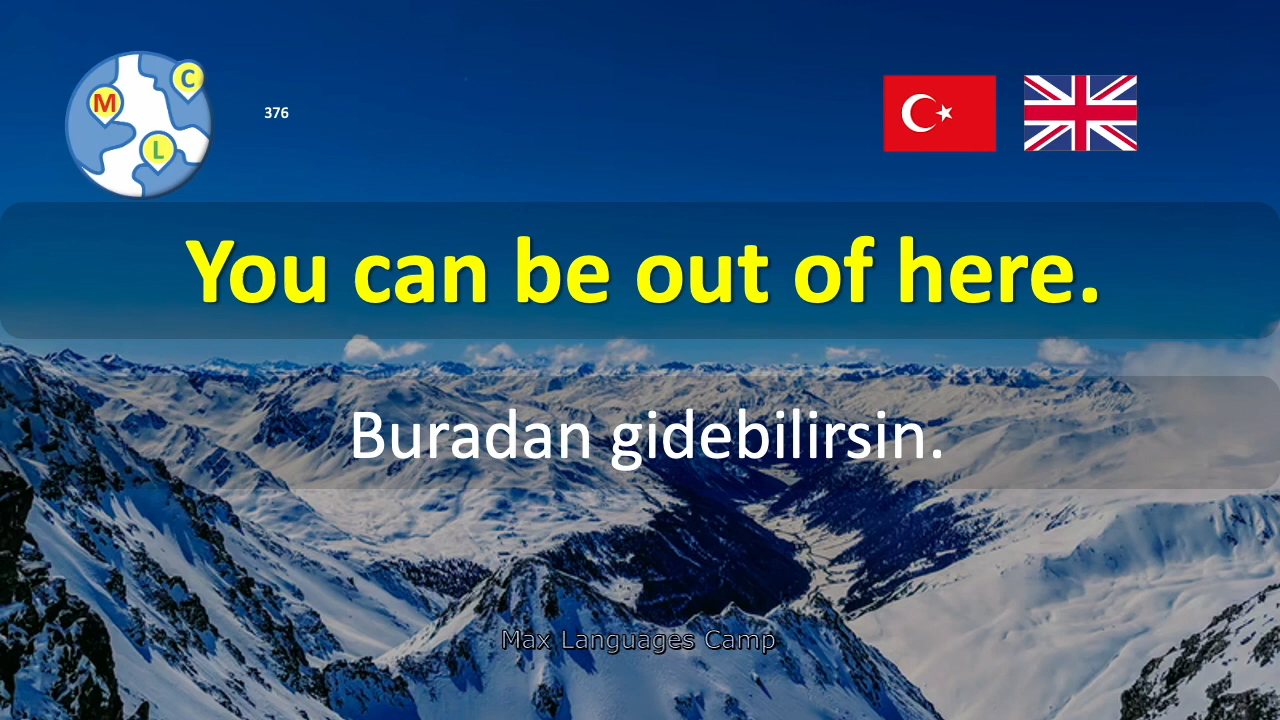 C
M
L
376
You can be out of here.
Buradan gidebilirsin.
Max Languages Camp